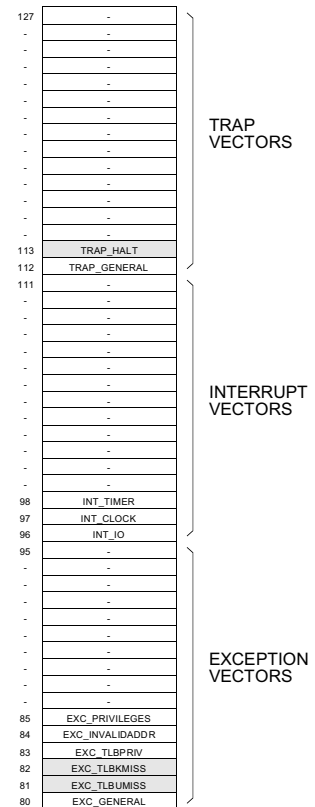 127 -
- -
- -
- -
- -
- -
- -
- -
- -
- -
- -
- -
- -
- -
113 TRAP_HALT
112 TRAP_GENERAL
TRAP
VECTORS
111 -
- -
- -
- -
- -
- -
- -
- -
- -
- -
- -
- -
- -
98 INT_TIMER
97 INT_CLOCK
96 INT_IO
INTERRUPT
VECTORS
95 -
- -
- -
- -
- -
- -
- -
- -
- -
- -
85 EXC_PRIVILEGES
84 EXC_INVALIDADDR
83 EXC_TLBPRIV
82 EXC_TLBKMISS
81 EXC_TLBUMISS
80 EXC_GENERAL
EXCEPTION
VECTORS